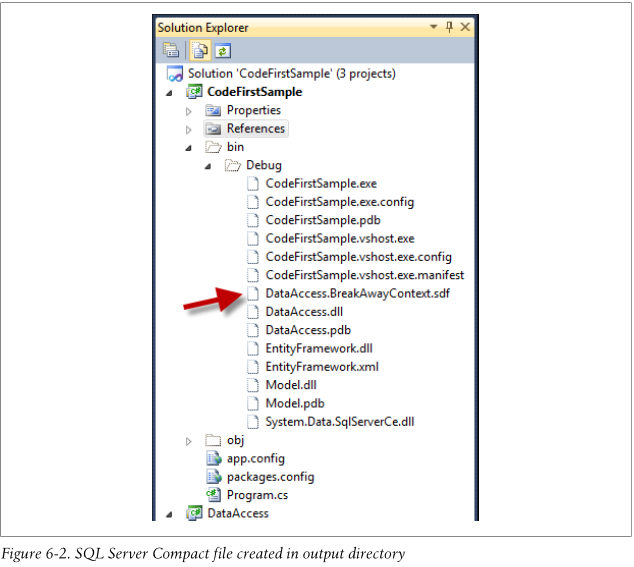 Solution Explorer
Solution 'CodeFirstSample' (3 projects)
CodeFirstSample
Properties
References
bin
Debug
CodeFirstSample.exe
CodeFirstSample.exe.config
CodeFirstSample.pdb
CodeFirstSample.vshost.exe
CodeFirstSample.vshost.exe.config
CodeFirstSample.vshost.exe.manifest
DataAccess.BreakAwayContext.sdf
DataAccess.dll
DataAccess.pdb
EntityFramework.dll
EntityFramework.xml
Model.dll
Model.pdb
System.Data.SqlServerCe.dll
obj
app.config
packages.config
Program.cs
DataAccess
Figure 6-2. SQL Server Compact file created in output directory